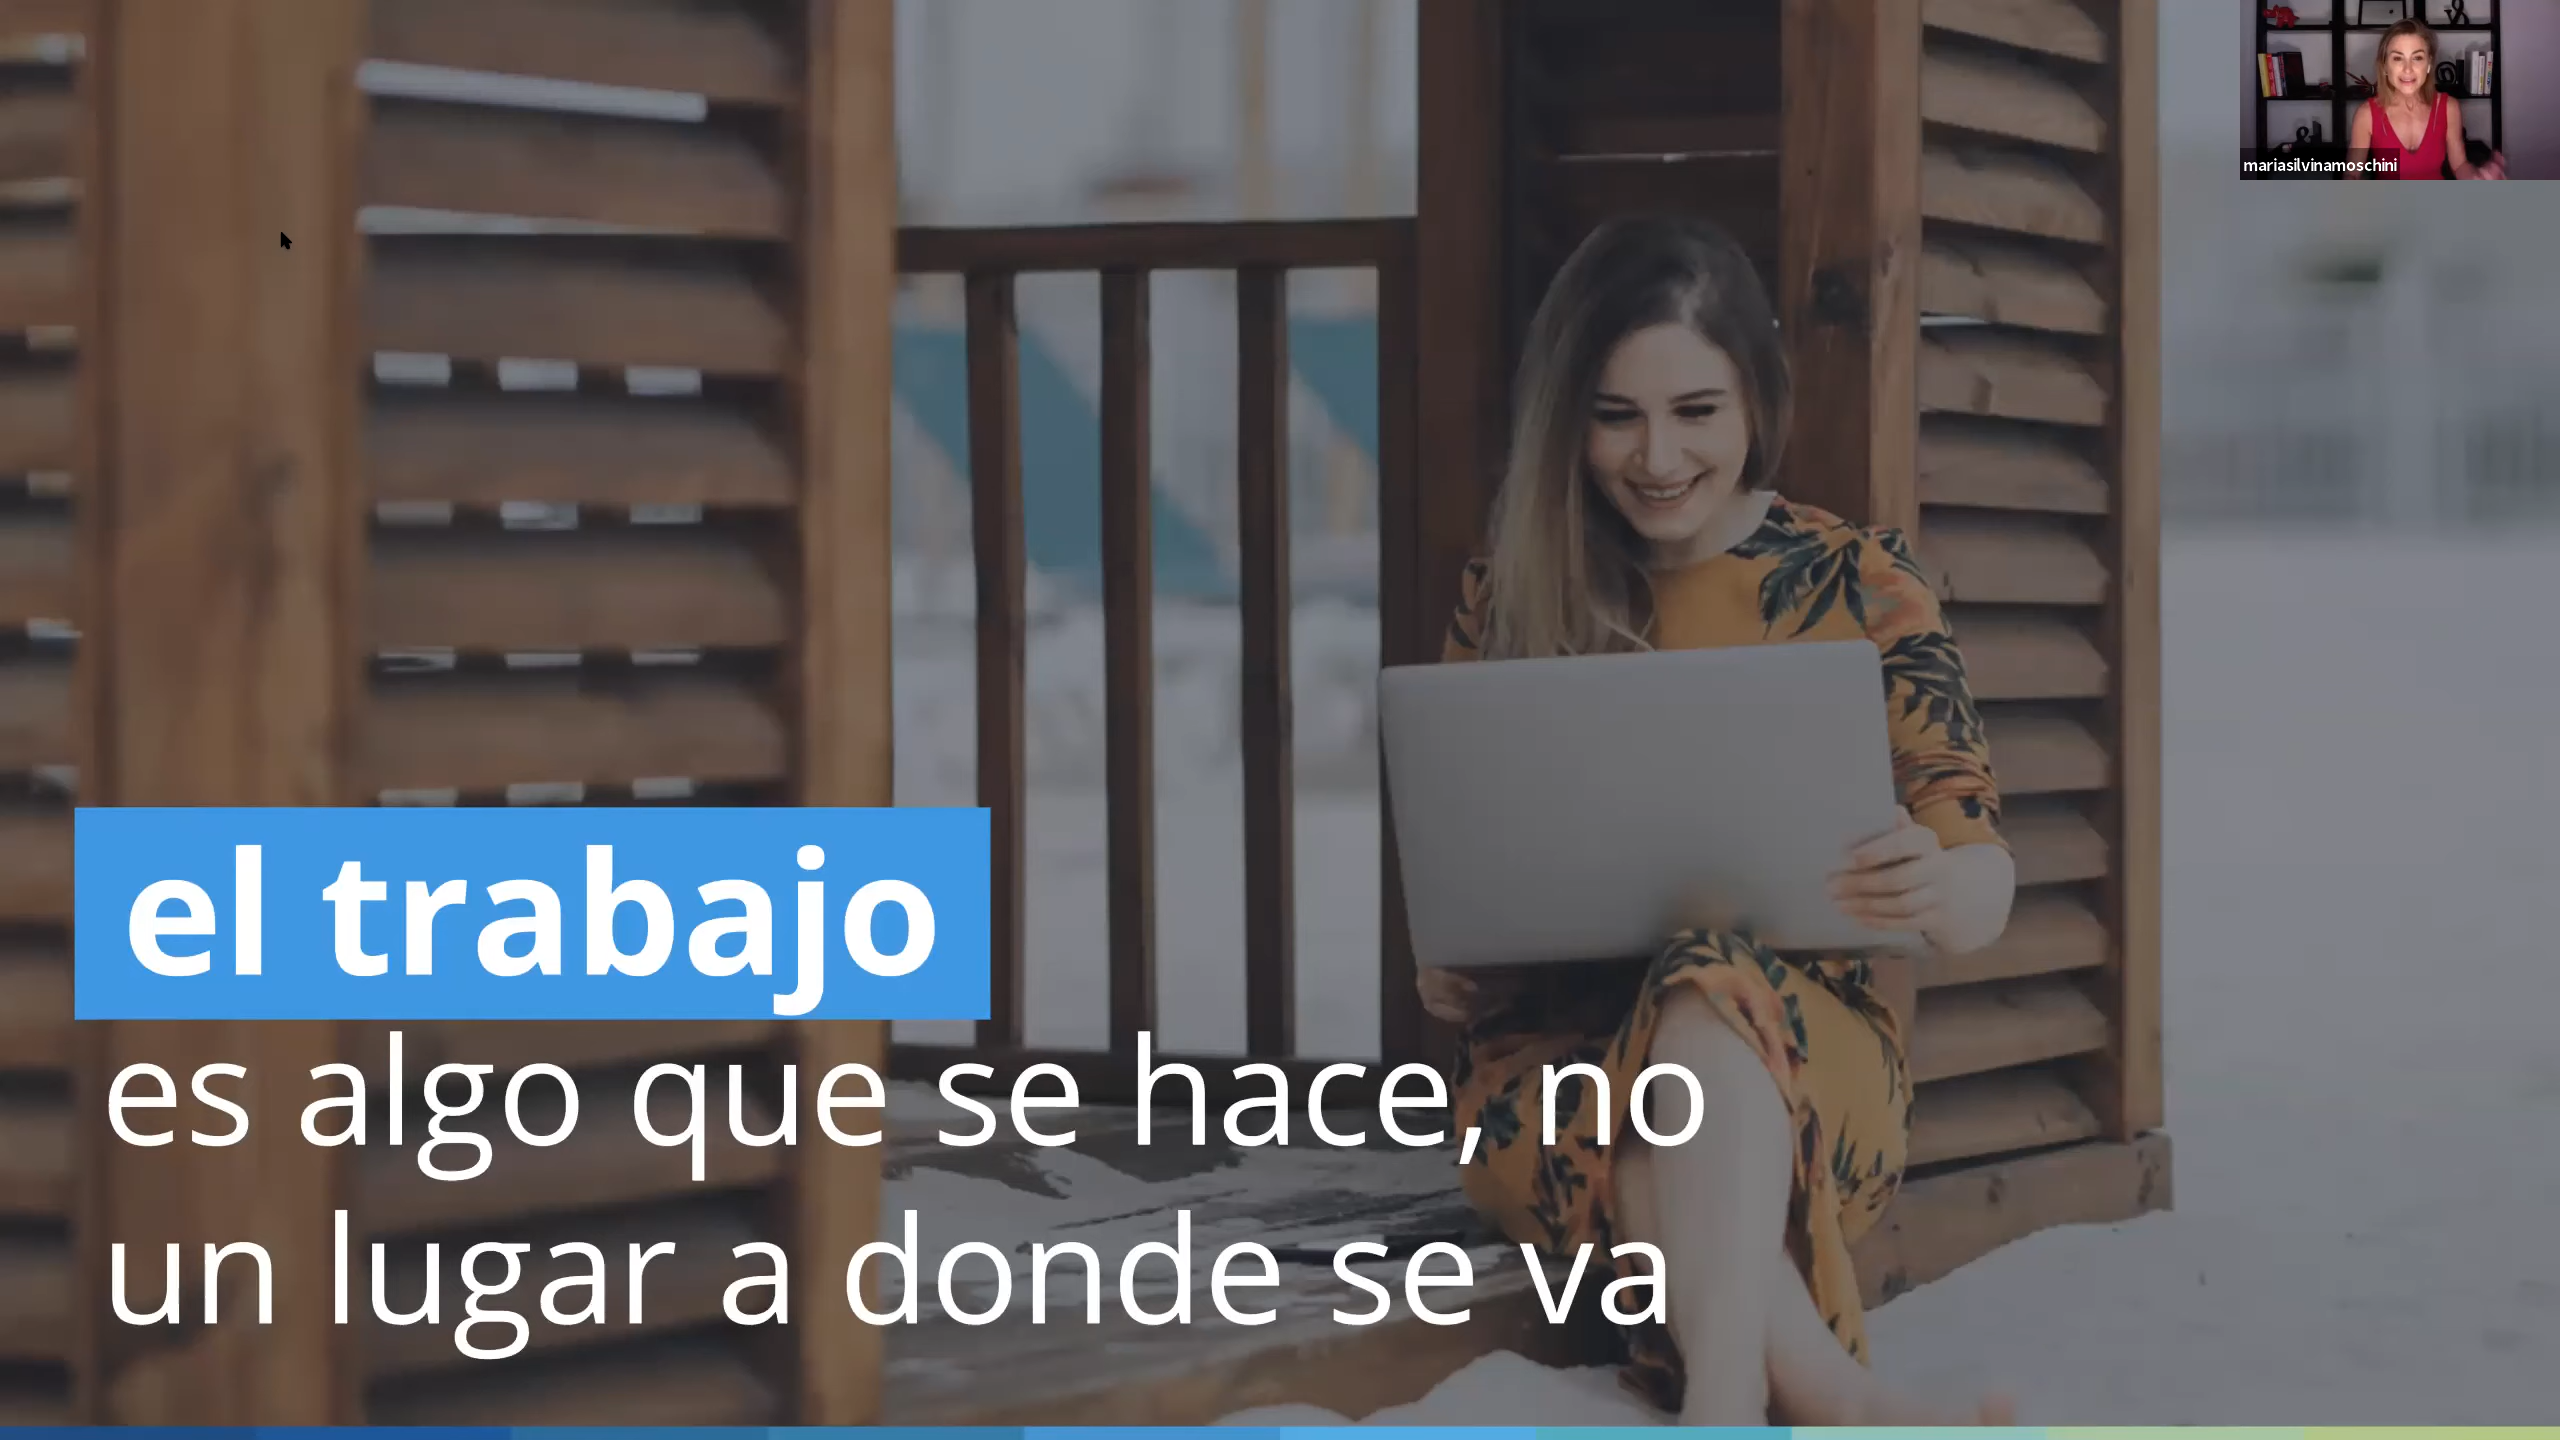 mariasilvinamoschini
el trabajo
es algo que se hace, no
un lugar a donde se va